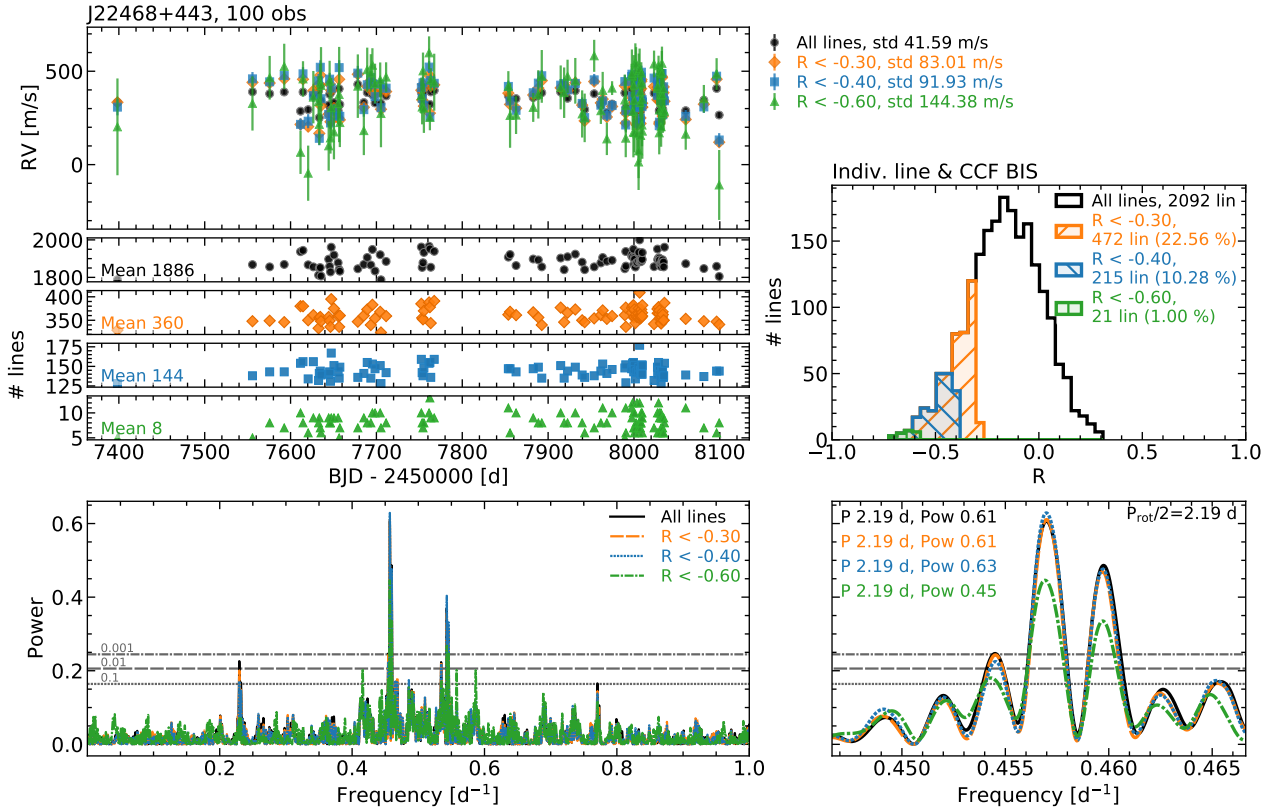 J22468+443, 100 obs
RV [m/s]
500
0
All lines, std 41.59 m/s
R < -0.30, std 83.01 m/s
R < -0.40, std 91.93 m/s
R < -0.60, std 144.38 m/s
# lines
2000
1800
Mean 1886
400
350
Mean 360
175
150
125
Mean 144
10
5
Mean 8
7400 7500 7600 7700 7800 7900 8000 8100
BJD - 2450000 [d]
Indiv. line & CCF BIS
# lines
150
100
50
0
All lines, 2092 lin
R < -0.30,
472 lin (22.56 %)
R < -0.40,
215 lin (10.28 %)
R < -0.60,
21 lin (1.00 %)
−1.0 −0.5 0.0 0.5 1.0
R
Power
0.6
0.4
0.2
0.0
All lines
R < -0.30
R < -0.40
R < -0.60
0.001
0.01
0.1
0.2 0.4 0.6 0.8 1.0
Frequency [d⁻¹]
P 2.19 d, Pow 0.61
P 2.19 d, Pow 0.61
P 2.19 d, Pow 0.63
P 2.19 d, Pow 0.45
Prot/2=2.19 d
0.450 0.455 0.460 0.465
Frequency [d⁻¹]